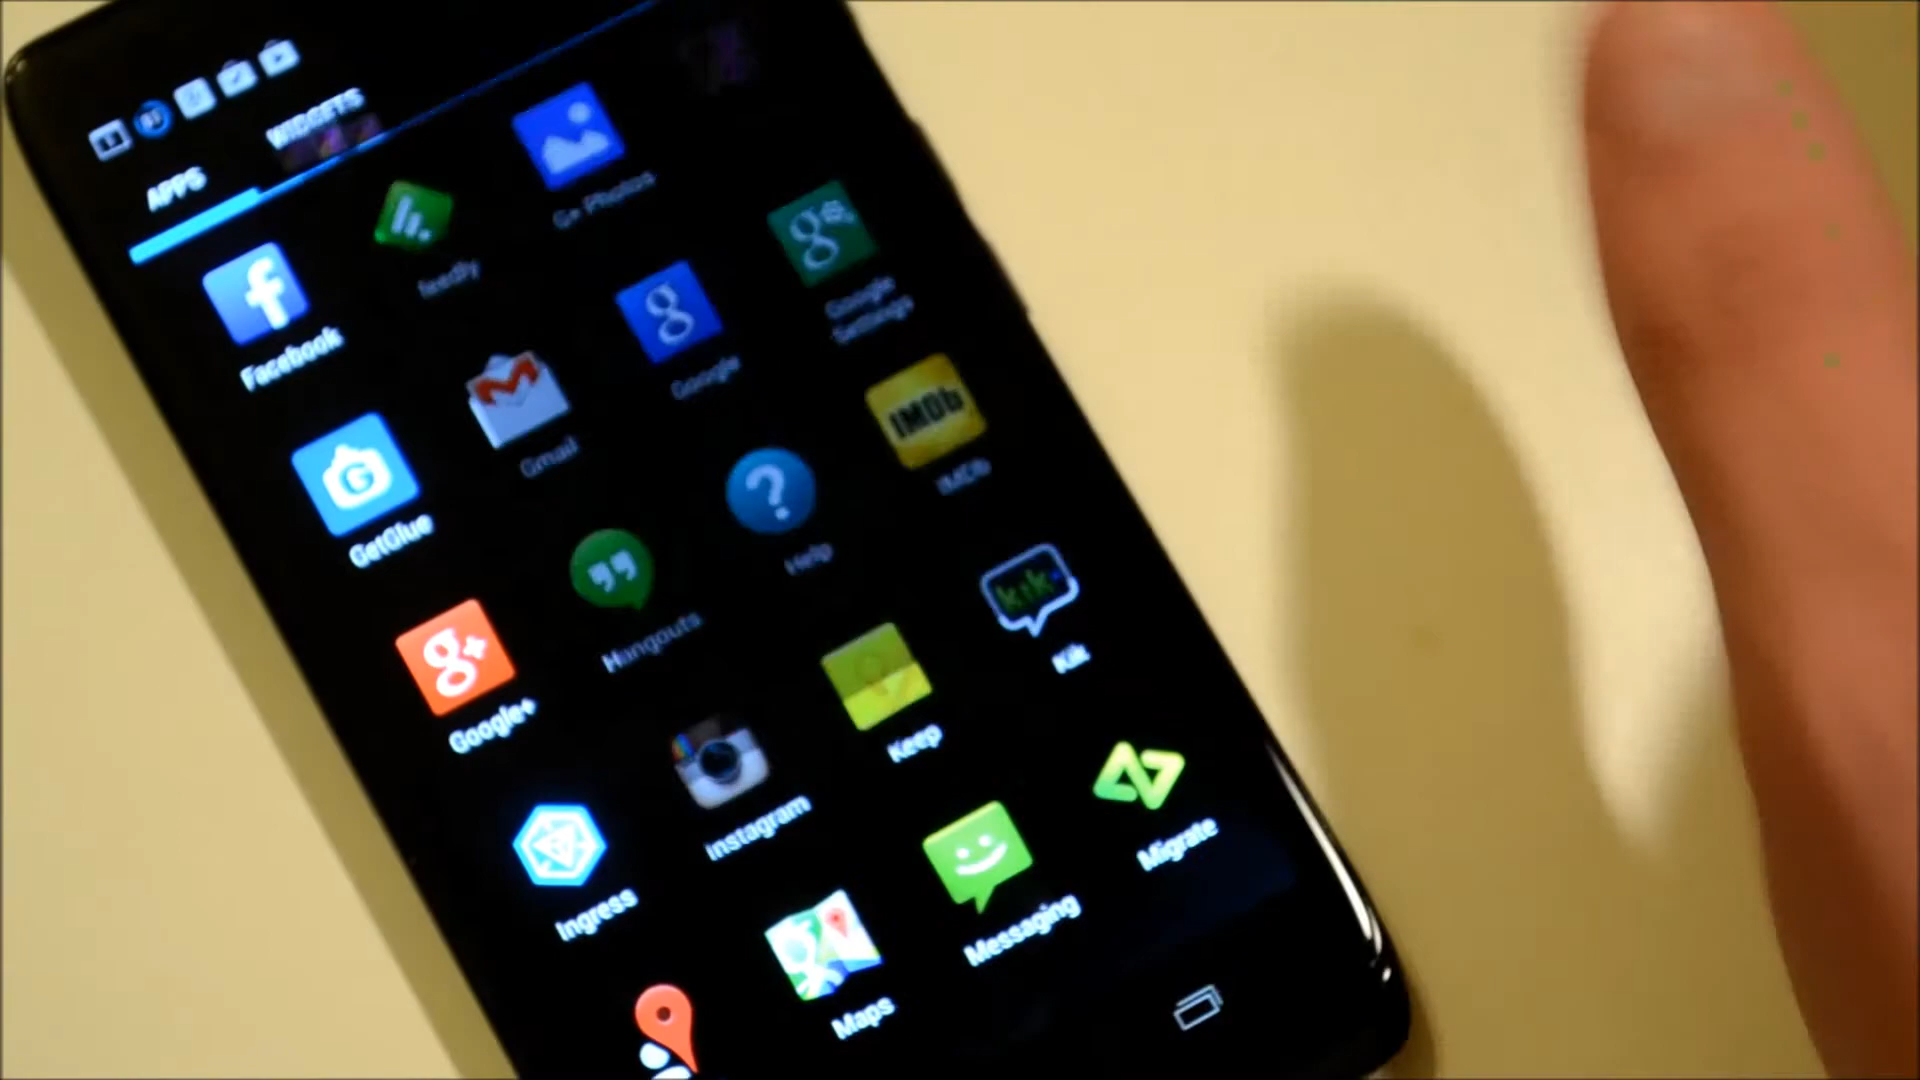 APPS
WIDGETS
f
Facebook
feedly
G+ Photos
G
GetGlue
M
Gmail
g
Google
g
Google
Settings
g+
Google+
Hangouts
?
Help
IMDb
IMDb
Ingress
Instagram
Keep
kik
Kik
g
Maps
Messaging
Migrate